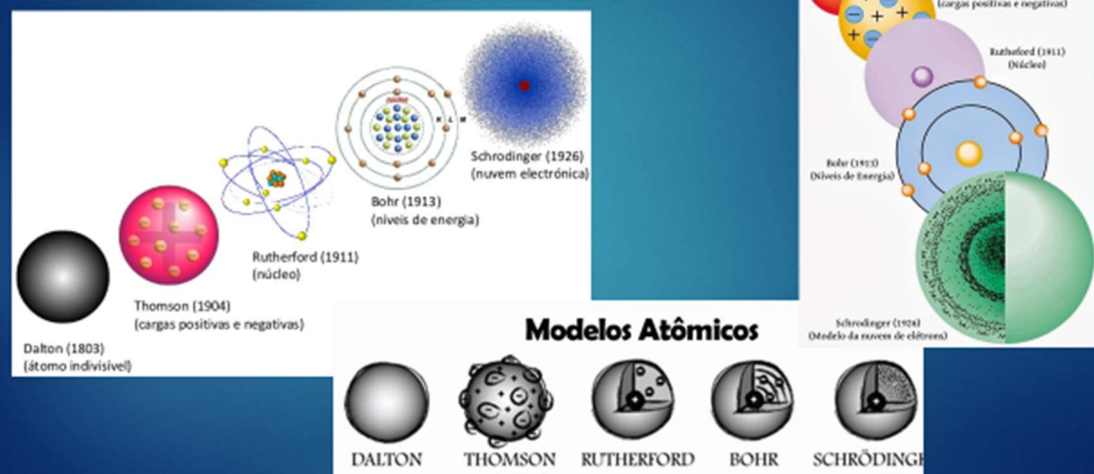 Schrodinger (1926)
(nuvem electrónica)
K L M
Bohr (1913)
(níveis de energia)
Rutherford (1911)
(núcleo)
Thomson (1904)
(cargas positivas e negativas)
Dalton (1803)
(átomo indivisível)
(cargas positivas e negativas)
Rutheford (1911)
(Núcleo)
Bohr (1913)
(Níveis de Energia)
Schrodinger (1926)
(Modelo da nuvem de elétrons)
Modelos Atômicos
DALTON THOMSON RUTHERFORD BOHR SCHRÖDING